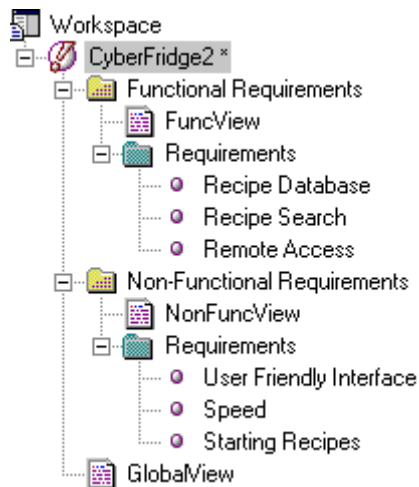 Workspace
CyberFridge2 *
Functional Requirements
FuncView
Requirements
Recipe Database
Recipe Search
Remote Access
Non-Functional Requirements
NonFuncView
Requirements
User Friendly Interface
Speed
Starting Recipes
GlobalView